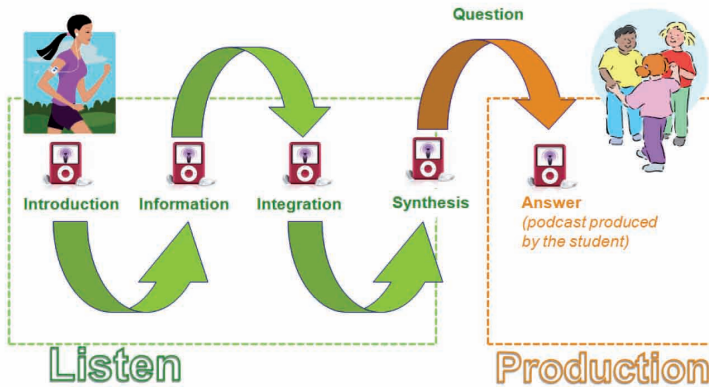 Question
Introduction
Information
Integration
Synthesis
Answer
(podcast produced
by the student)
Listen
Production